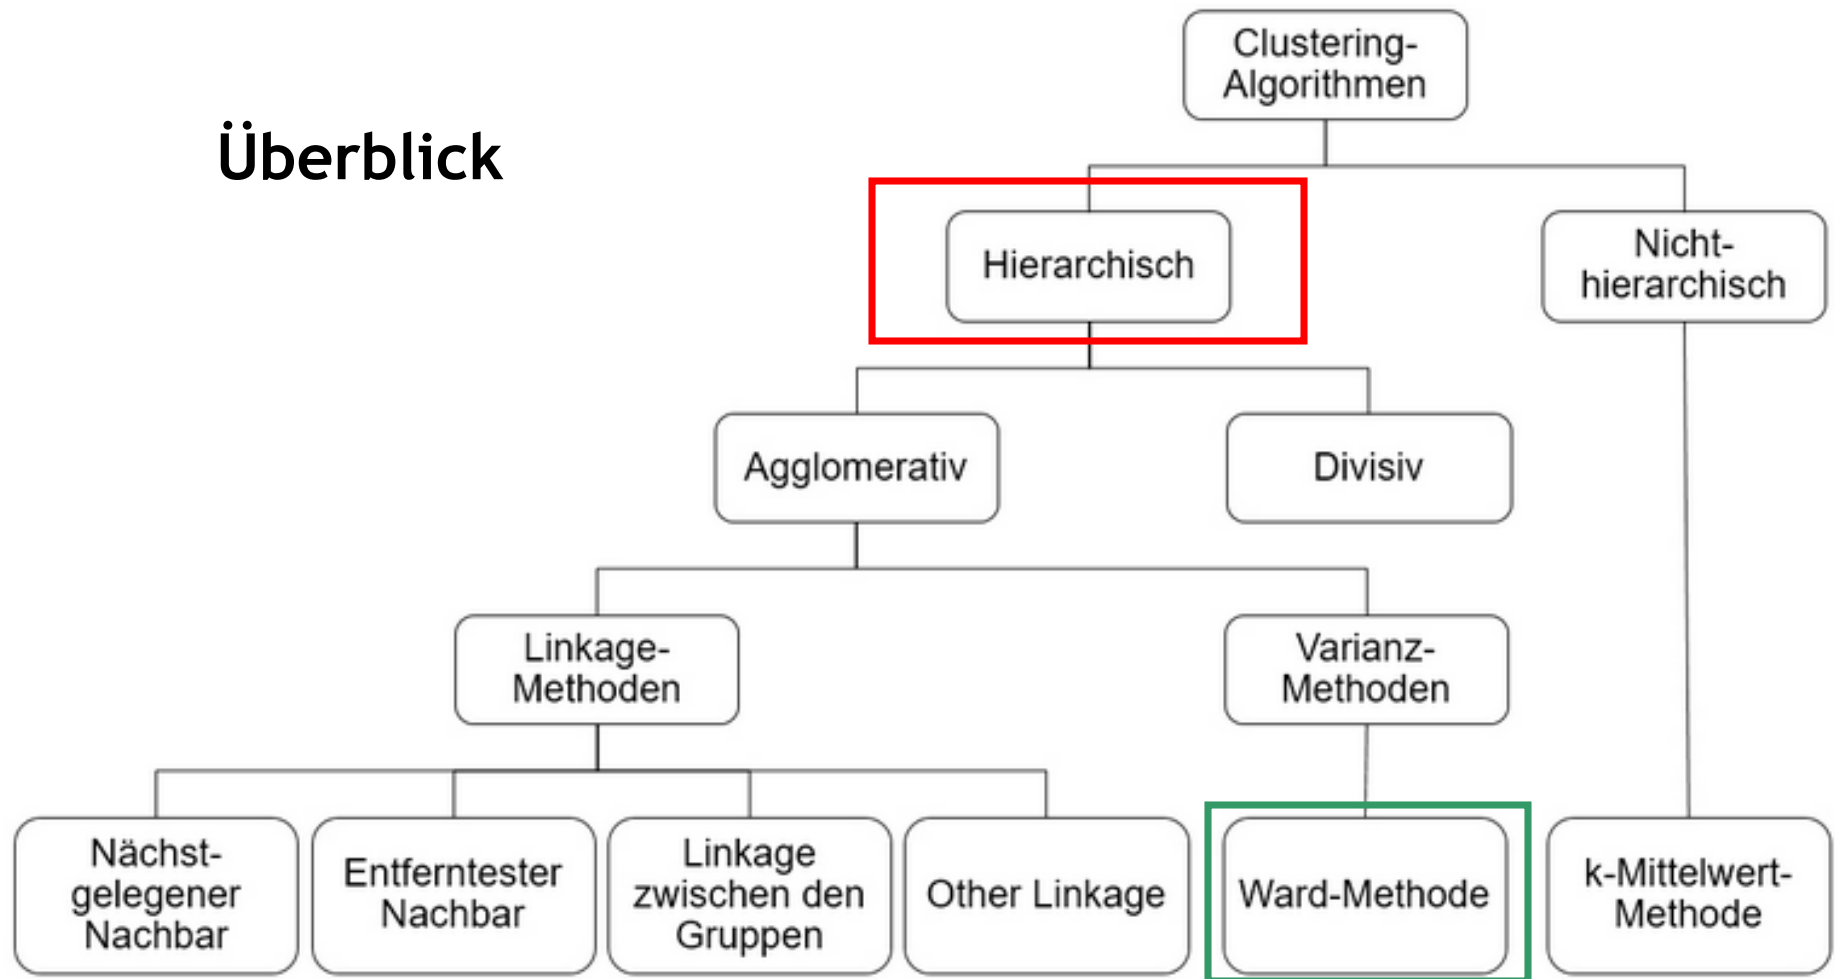 Überblick
Clustering-
Algorithmen
Hierarchisch
Nicht-
hierarchisch
Agglomerativ
Divisiv
Linkage-
Methoden
Varianz-
Methoden
Nächst-
gelegener
Nachbar
Entferntester
Nachbar
Linkage
zwischen den
Gruppen
Other Linkage
Ward-Methode
k-Mittelwert-
Methode